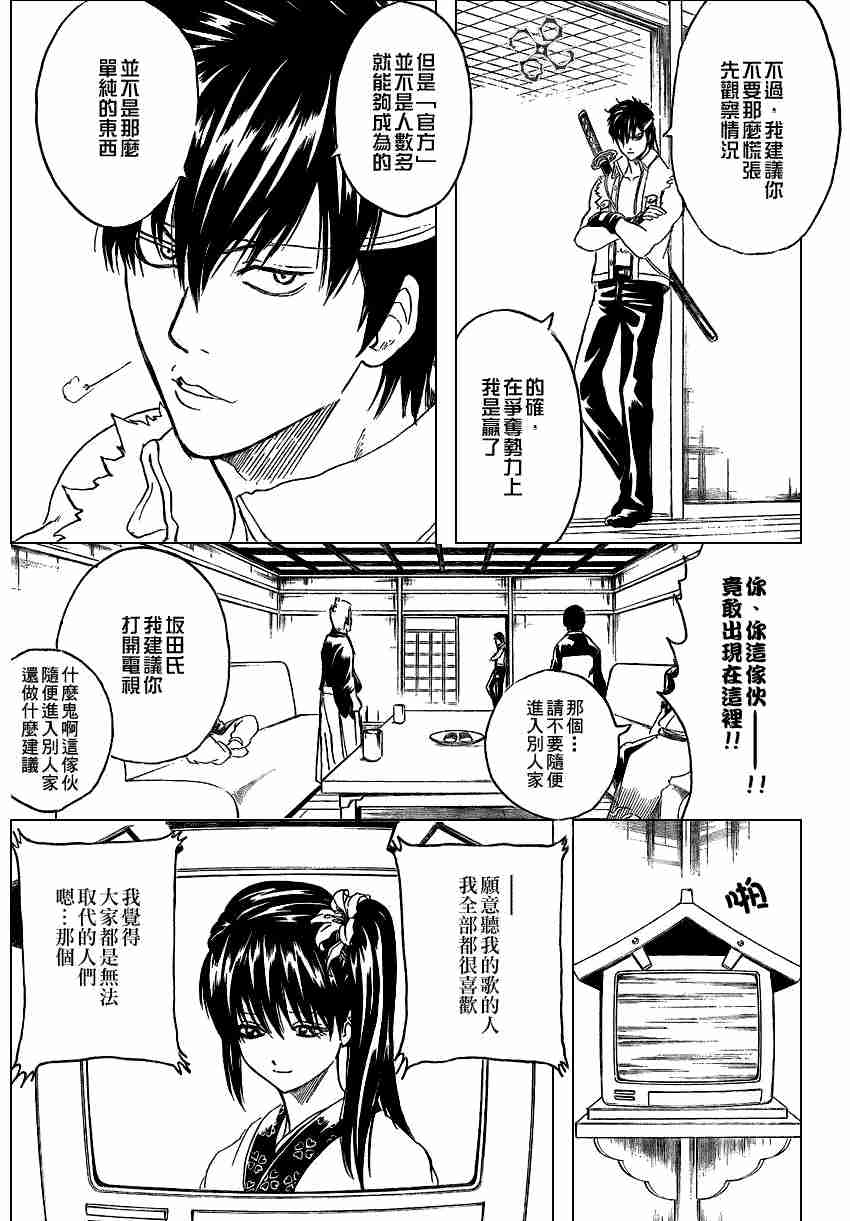 不過，我建議你
不要那麼慌張
先觀察情況
的確，
在爭奪勢力上
我是贏了
但是「官方」
並不是人數多
就能夠成為的
並不是那麼
單純的東西
你、你這傢伙——!!
竟敢出現在這裡!!
那個…
請不要隨便
進入別人家
坂田氏
我建議你
打開電視
什麼鬼啊這傢伙
隨便進入別人家
還做什麼建議
啪
——
願意聽我的歌的人
我全部都很喜歡
我覺得
大家都是無法
取代的人們
嗯…那個